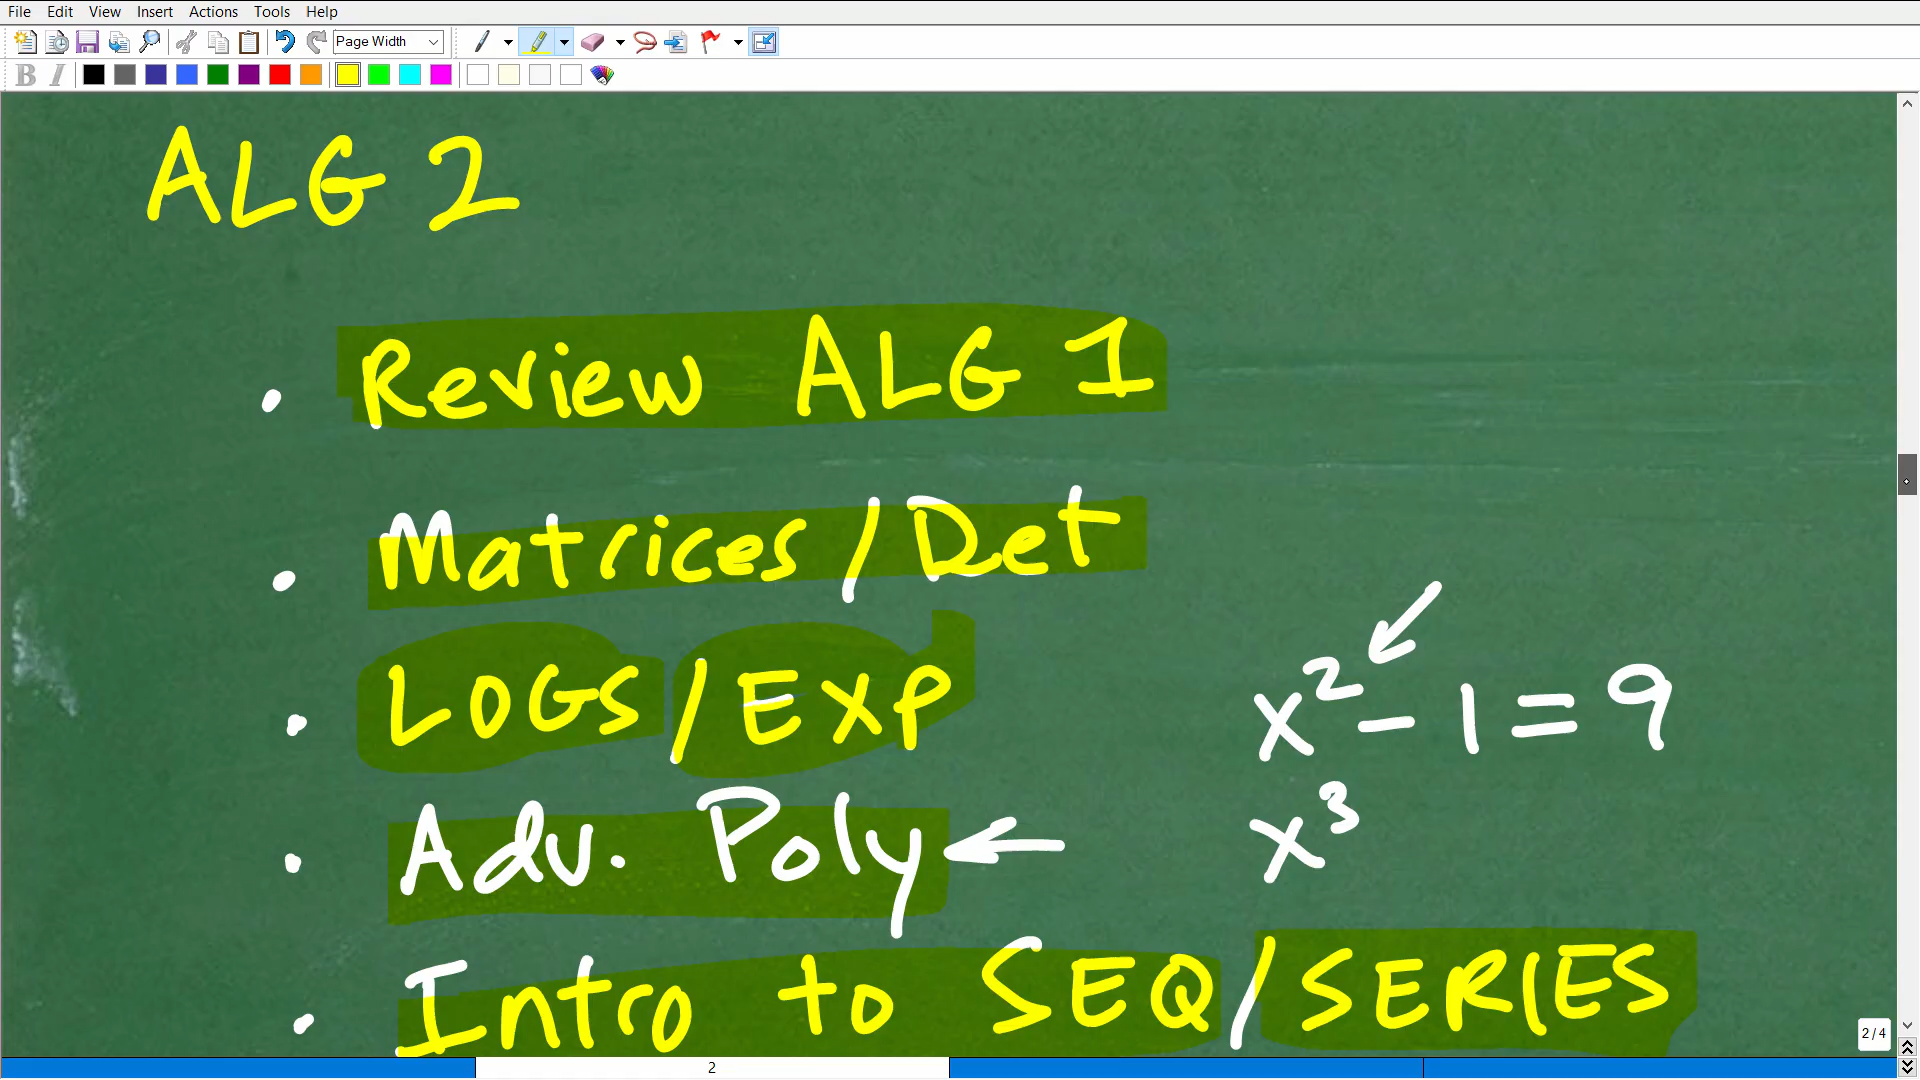 File Edit View Insert Actions Tools Help
Page Width
B I
ALG 2
• Review ALG 1
• Matrices / Det
• LOGS / EXP
x² - 1 = 9
• Adv. Poly ←
x³
• Intro to SEQ / SERIES
2 / 4
2